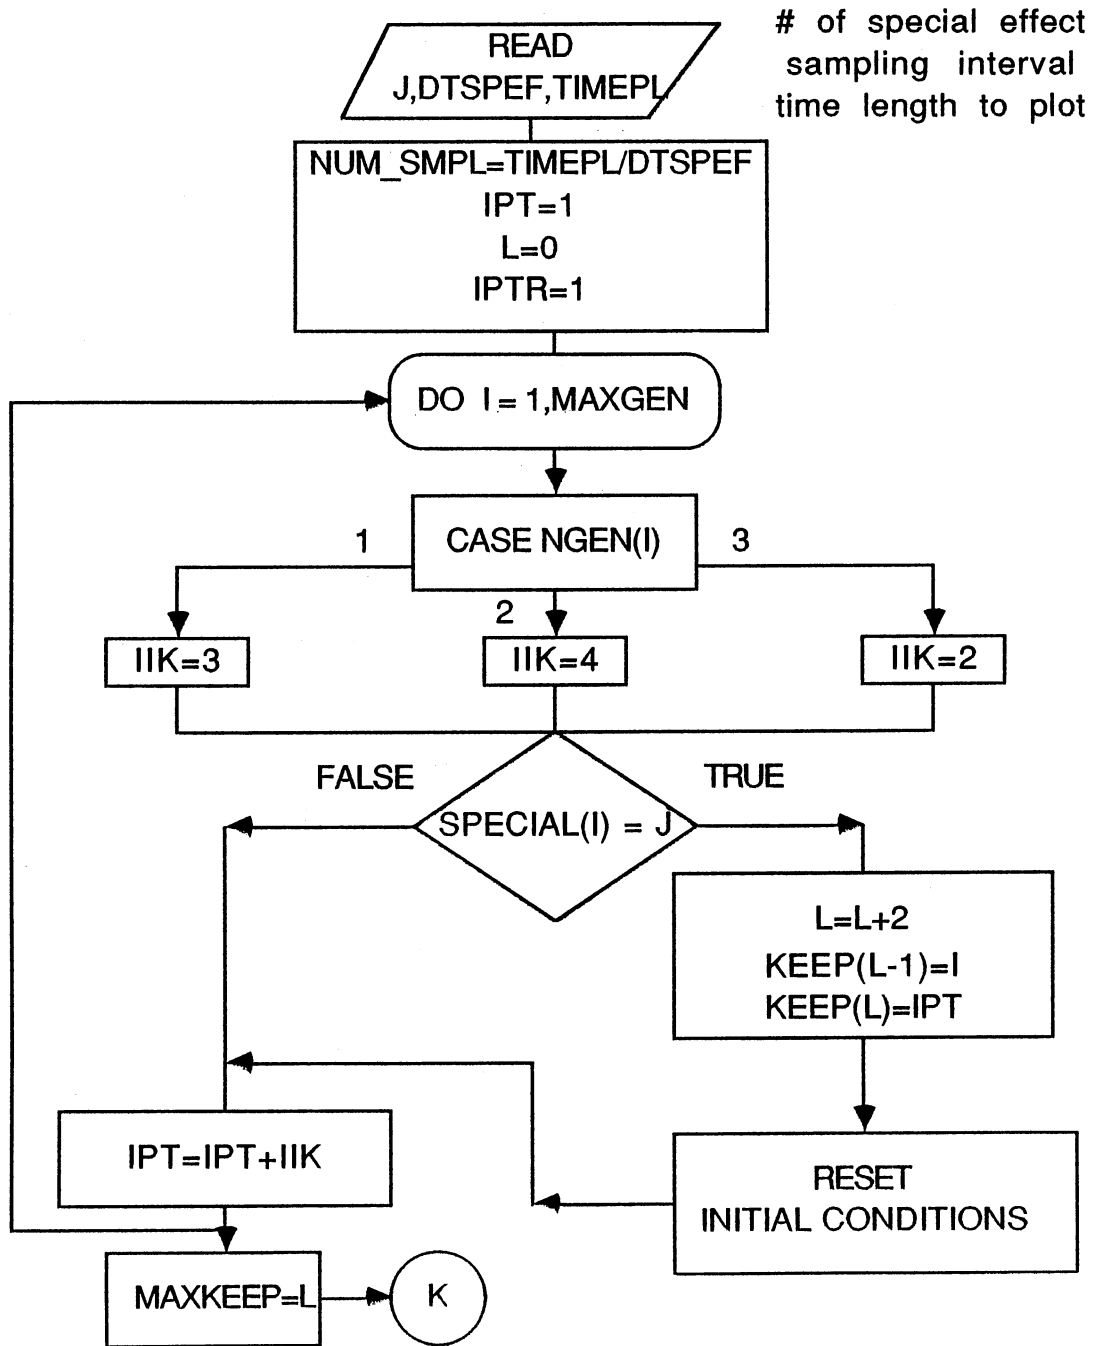 # of special effect
sampling interval
time length to plot
READ
J,DTSPEF,TIMEPL
NUM_SMPL=TIMEPL/DTSPEF
IPT=1
L=0
IPTR=1
DO I = 1,MAXGEN
CASE NGEN(I)
1
3
2
IIK=3
IIK=4
IIK=2
FALSE
TRUE
SPECIAL(I) = J
L=L+2
KEEP(L-1)=I
KEEP(L)=IPT
IPT=IPT+IIK
RESET
INITIAL CONDITIONS
MAXKEEP=L
K